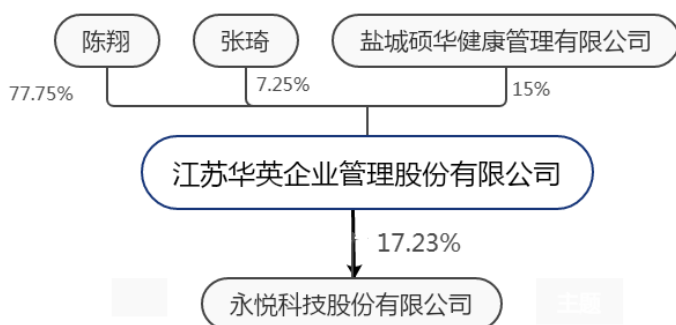 陈翔
张琦
盐城硕华健康管理有限公司
77.75%
7.25%
15%
江苏华英企业管理股份有限公司
17.23%
永悦科技股份有限公司
主题